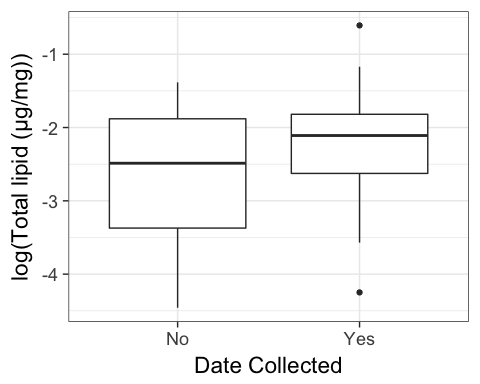 log(Total lipid (μg/mg))
-1
-2
-3
-4
No Yes
Date Collected